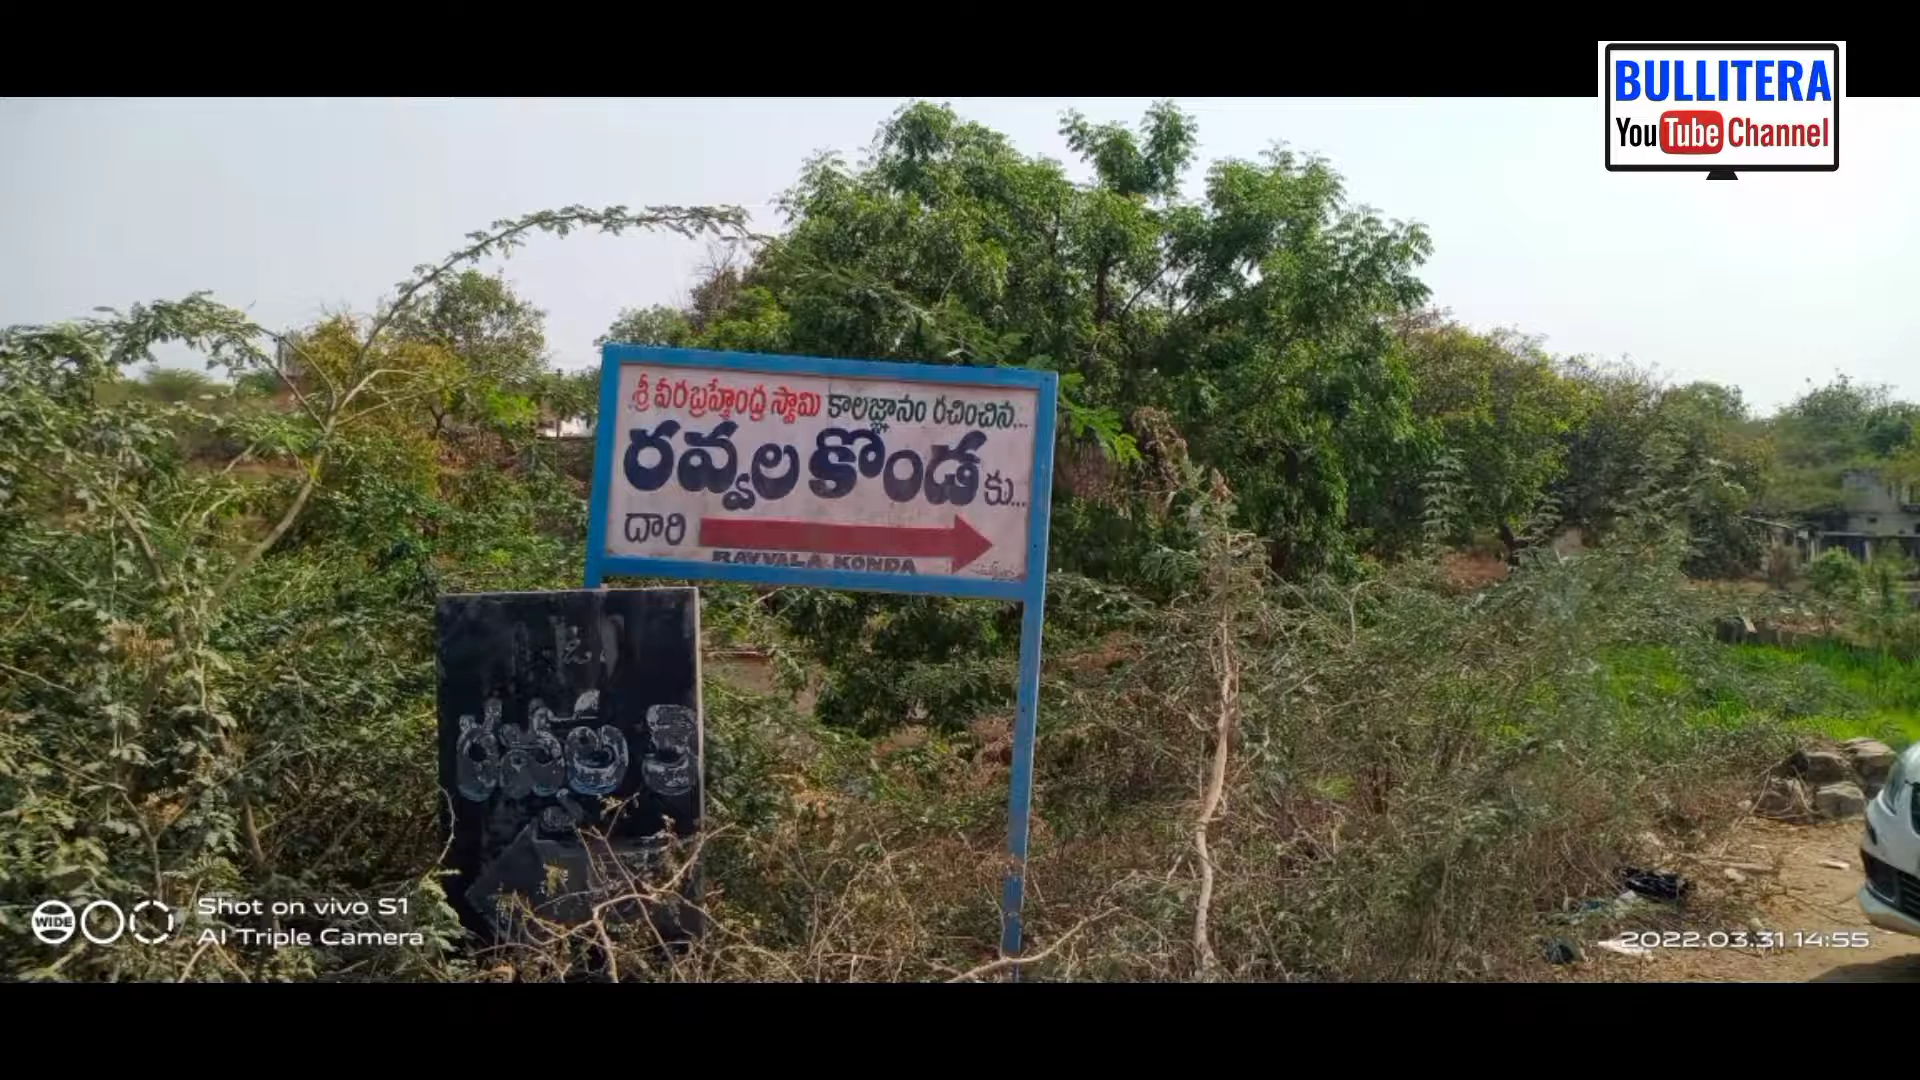 BULLITERA
YouTube Channel
శ్రీ వీరబ్రహ్మేంద్ర స్వామి కాలజ్ఞానం రచించిన...
రవ్వల కొండ కు...
దారి
RAVVALA KONDA
Shot on vivo S1
AI Triple Camera
WIDE
2022.03.31 14:55